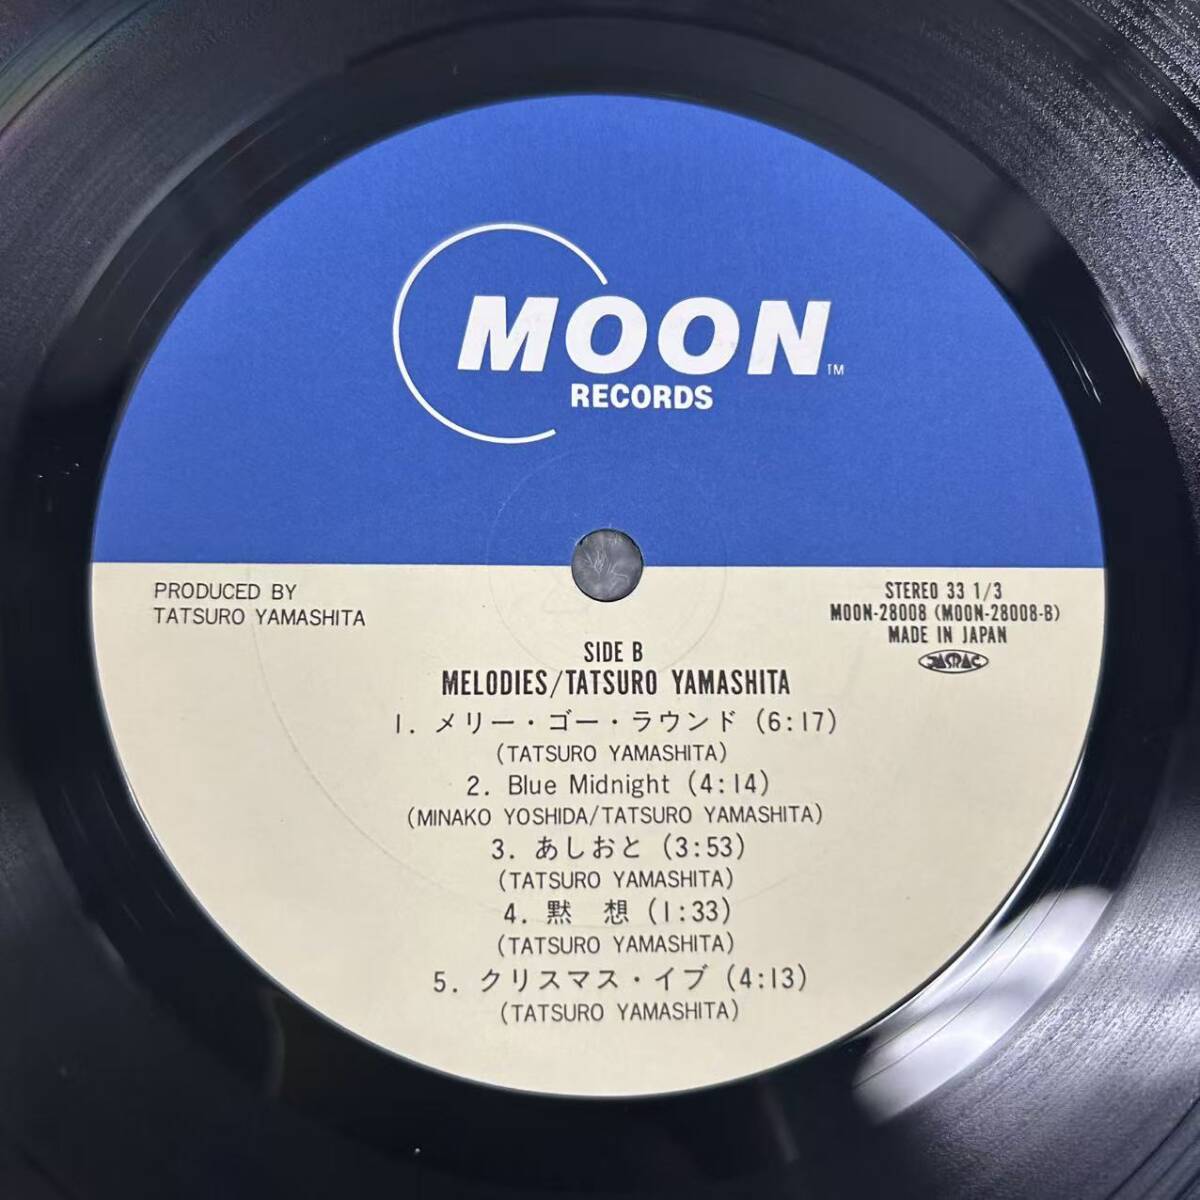 MOON
TM
RECORDS
PRODUCED BY
TATSURO YAMASHITA
STEREO 33 1/3
MOON-28008 (MOON-28008-B)
MADE IN JAPAN
JASRAC
SIDE B
MELODIES/TATSURO YAMASHITA
1. メリー・ゴー・ラウンド (6:17)
(TATSURO YAMASHITA)
2. Blue Midnight (4:14)
(MINAKO YOSHIDA/TATSURO YAMASHITA)
3. あしおと (3:53)
(TATSURO YAMASHITA)
4. 黙 想 (1:33)
(TATSURO YAMASHITA)
5. クリスマス・イブ (4:13)
(TATSURO YAMASHITA)